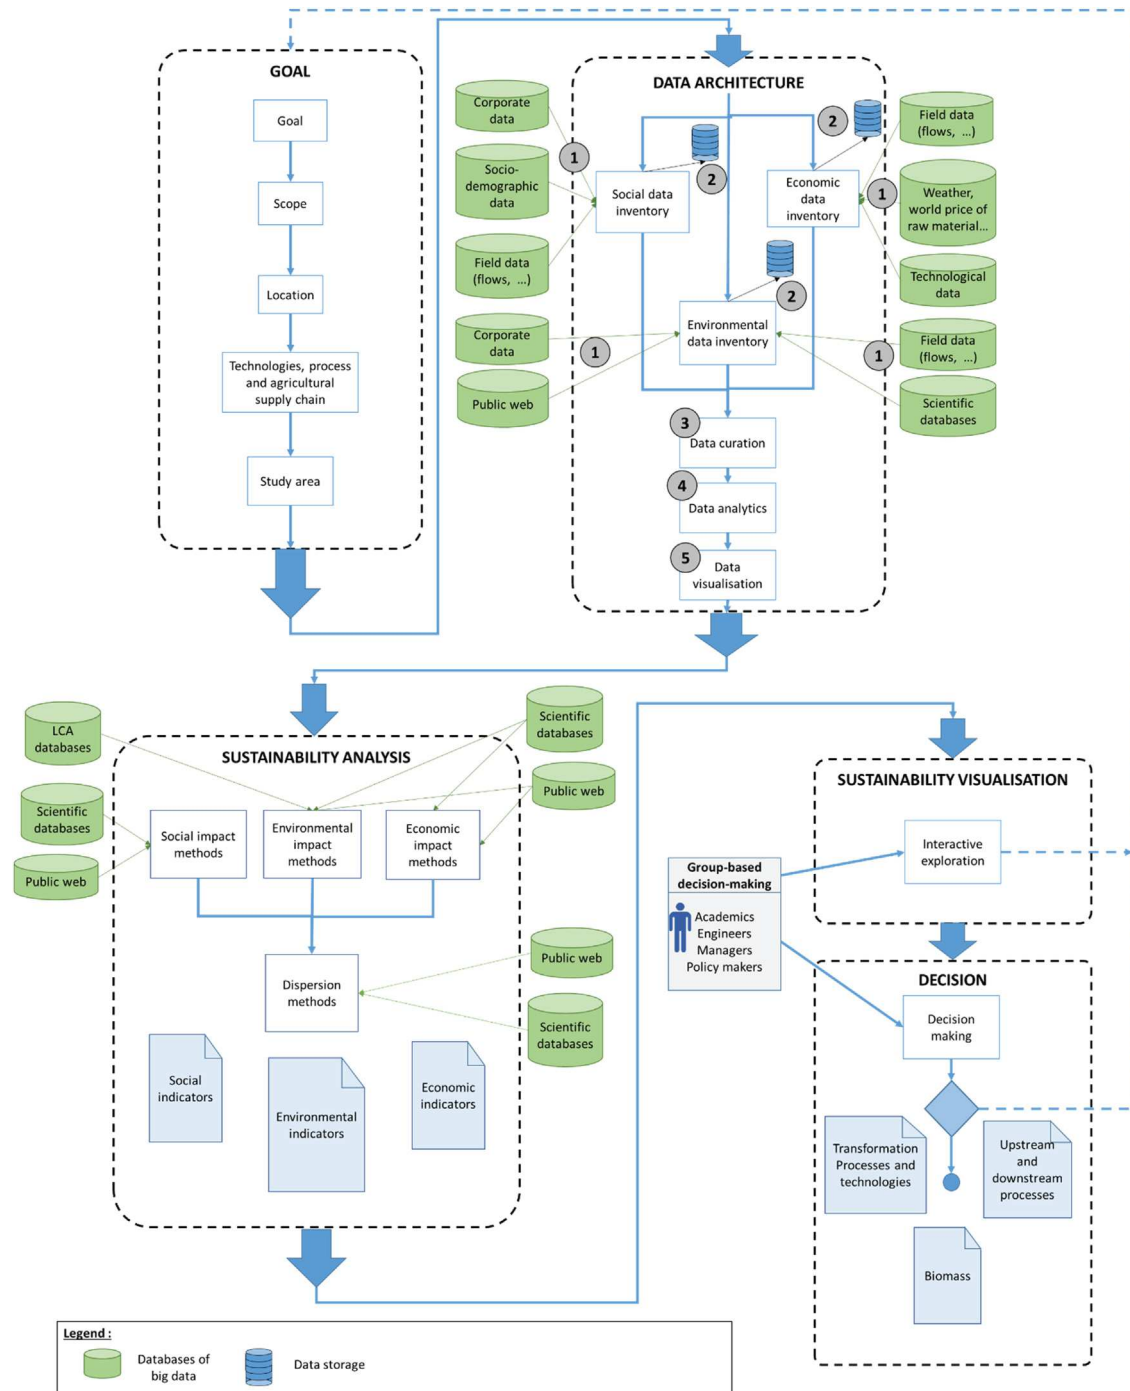 GOAL
Goal
Scope
Location
Technologies, process
and
agricultural
supply chain
Study area
DATA ARCHITECTURE
Corporate
data
Socio-
demographic
data
Field data
(flows, ...)
Corporate
data
Public web
1
1
2
Social data
inventory
2
Economic
data
inventory
2
Environmental
data inventory
1
1
Field data
(flows, ...)
Weather,
world price of
raw material...
Technological
data
Field data
(flows, ...)
Scientific
databases
3
Data curation
4
Data analytics
5
Data
visualisation
LCA
databases
Scientific
databases
Public web
SUSTAINABILITY ANALYSIS
Social impact
methods
Environmental
impact
methods
Economic
impact methods
Scientific
databases
Public web
Dispersion
methods
Public web
Scientific
databases
Social
indicators
Environmental
indicators
Economic
indicators
SUSTAINABILITY VISUALISATION
Interactive
exploration
Group-based
decision-making
Academics
Engineers
Managers
Policy makers
DECISION
Decision
making
Transformation
Processes and
technologies
Upstream
and
downstream
processes
Biomass
Legend :
Databases of
big data
Data storage